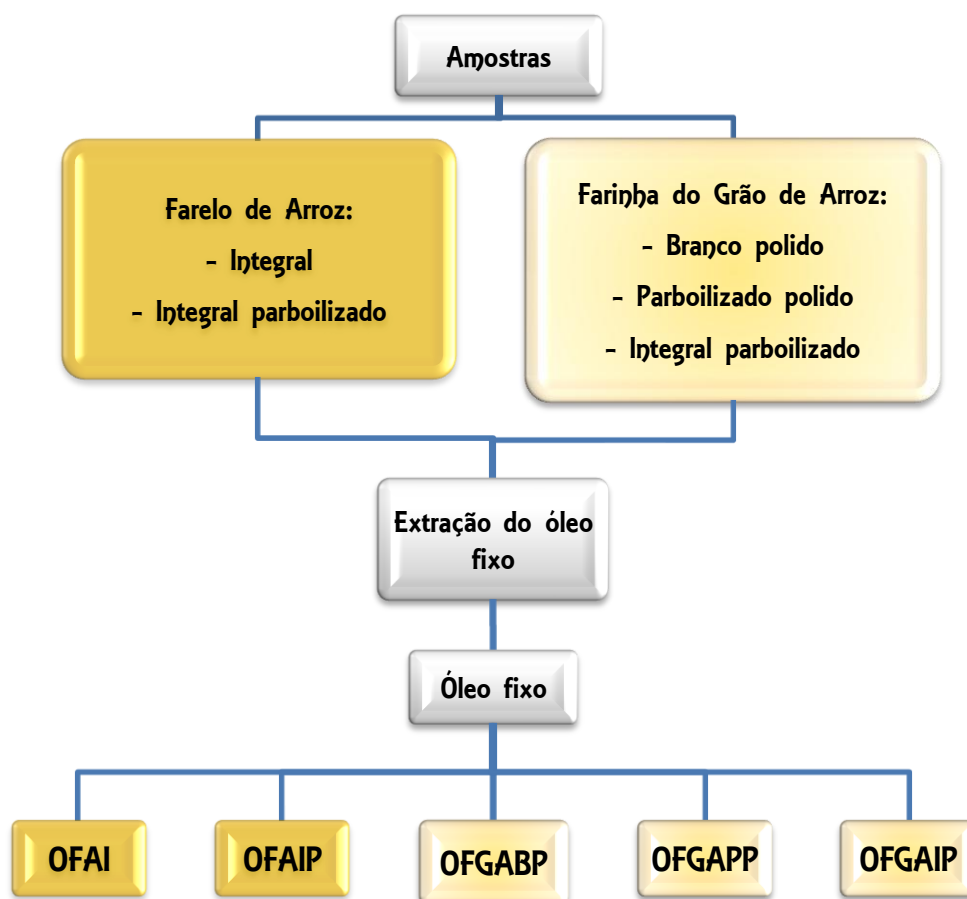 Amostras
Farelo de Arroz:
- Integral
- Integral parboilizado
Farinha do Grão de Arroz:
- Branco polido
- Parboilizado polido
- Integral parboilizado
Extração do óleo
fixo
Óleo fixo
OFAI
OFAIP
OFGABP
OFGAPP
OFGAIP